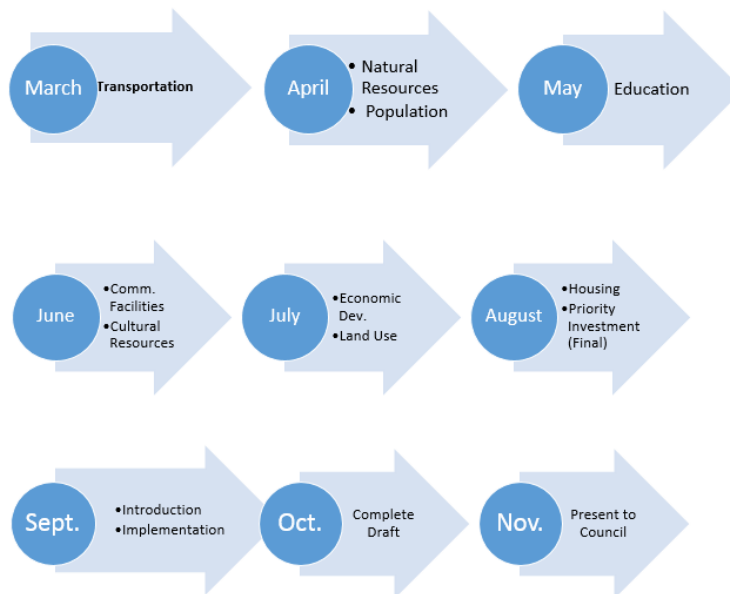 March
Transportation
April
• Natural
Resources
• Population
May
Education
June
•Comm.
Facilities
•Cultural
Resources
July
•Economic
Dev.
•Land Use
August
•Housing
•Priority
Investment
(Final)
Sept.
•Introduction
•Implementation
Oct.
Complete
Draft
Nov.
Present to
Council